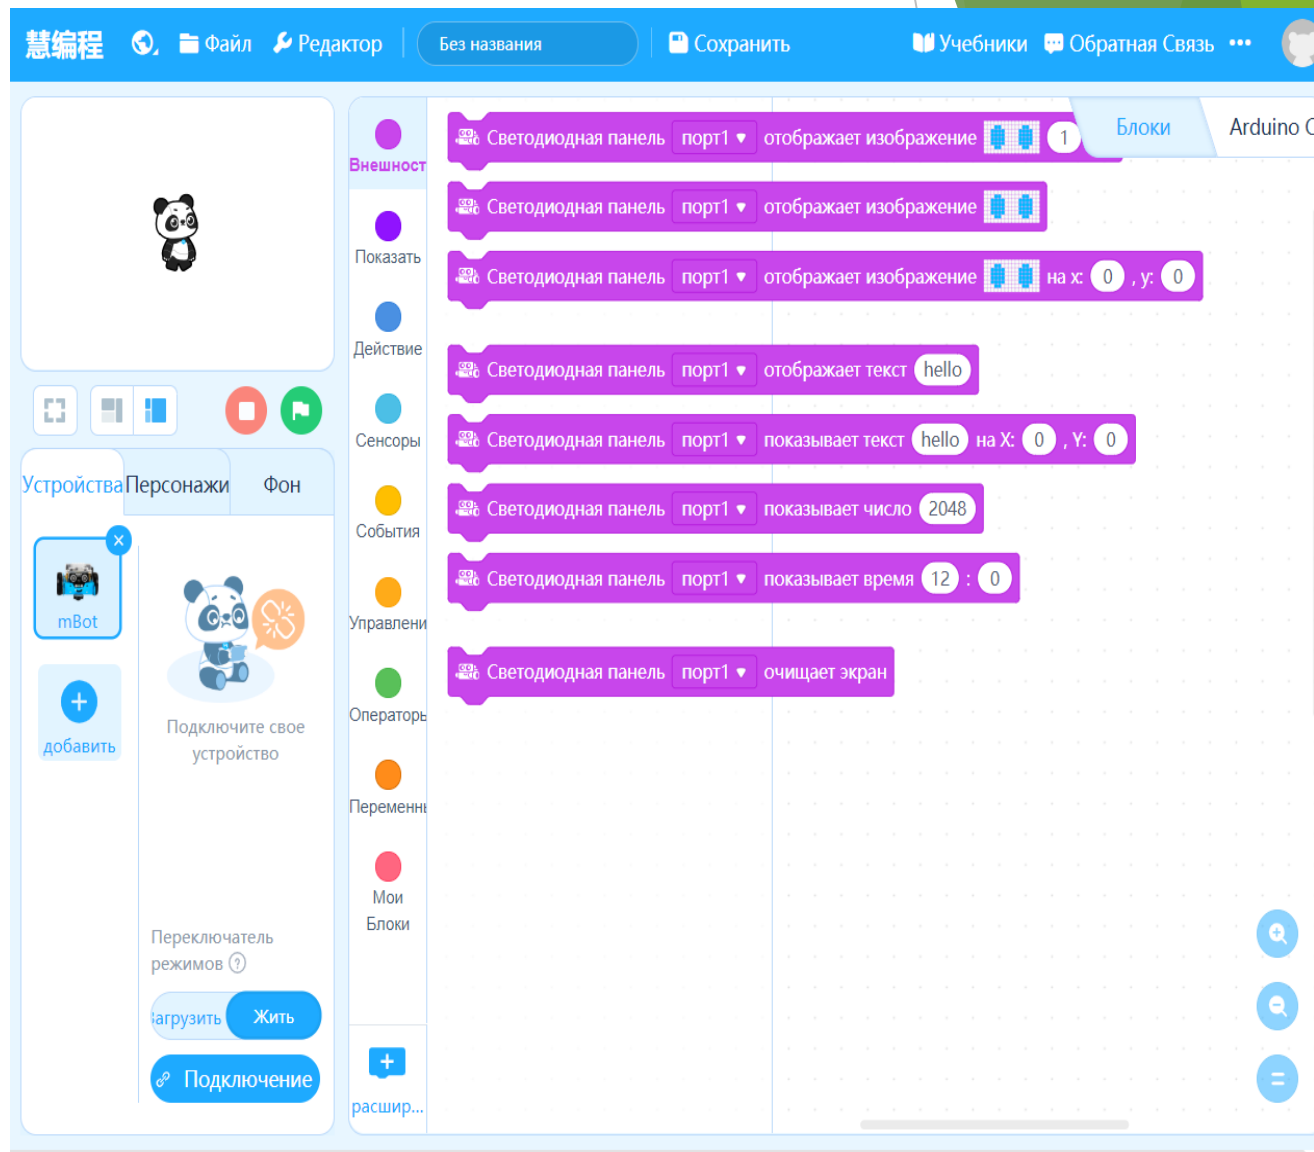 慧编程 Файл Редактор Без названия Сохранить Учебники Обратная Связь
Блоки Arduino C
Внешност
Показать
Действие
Сенсоры
События
Управлени
Операторы
Переменны
Мои
Блоки
расшир...
Светодиодная панель порт1 отображает изображение 1
Светодиодная панель порт1 отображает изображение
Светодиодная панель порт1 отображает изображение на x: 0 , y: 0
Светодиодная панель порт1 отображает текст hello
Светодиодная панель порт1 показывает текст hello на X: 0 , Y: 0
Светодиодная панель порт1 показывает число 2048
Светодиодная панель порт1 показывает время 12 : 0
Светодиодная панель порт1 очищает экран
Устройства Персонажи Фон
mBot
добавить
Подключите свое
устройство
Переключатель
режимов ?
Загрузить Жить
Подключение